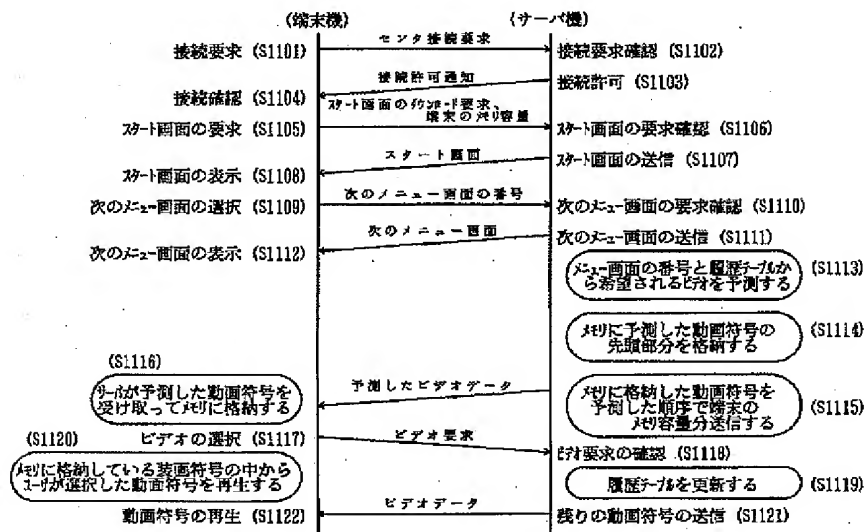 (端末機)
(サーバ機)
センタ接続要求
接続要求 (S1101)
接続要求確認 (S1102)
接続許可通知
接続許可 (S1103)
接続確認 (S1104)
スタート画面のダウンロード要求、
端末のメモリ容量
スタート画面の要求 (S1105)
スタート画面の要求確認 (S1106)
スタート画面
スタート画面の送信 (S1107)
スタート画面の表示 (S1108)
次のメニュー画面の番号
次のメニュー画面の選択 (S1109)
次のメニュー画面の要求確認 (S1110)
次のメニュー画面
次のメニュー画面の送信 (S1111)
次のメニュー画面の表示 (S1112)
メニュー画面の番号と履歴テーブルか
ら希望されるビデオを予測する
(S1113)
メモリに予測した動画符号の
先頭部分を格納する
(S1114)
(S1116)
サーバが予測した動画符号を
受け取ってメモリに格納する
予測したビデオデータ
メモリに格納した動画符号を
予測した順序で端末の
メモリ容量分送信する
(S1115)
(S1120)
ビデオの選択 (S1117)
ビデオ要求
ビデオ要求の確認 (S1118)
メモリに格納している装画符号の中から
ユーザが選択した動画符号を再生する
履歴テーブルを更新する
(S1119)
ビデオデータ
動画符号の再生 (S1122)
残りの動画符号の送信 (S1121)